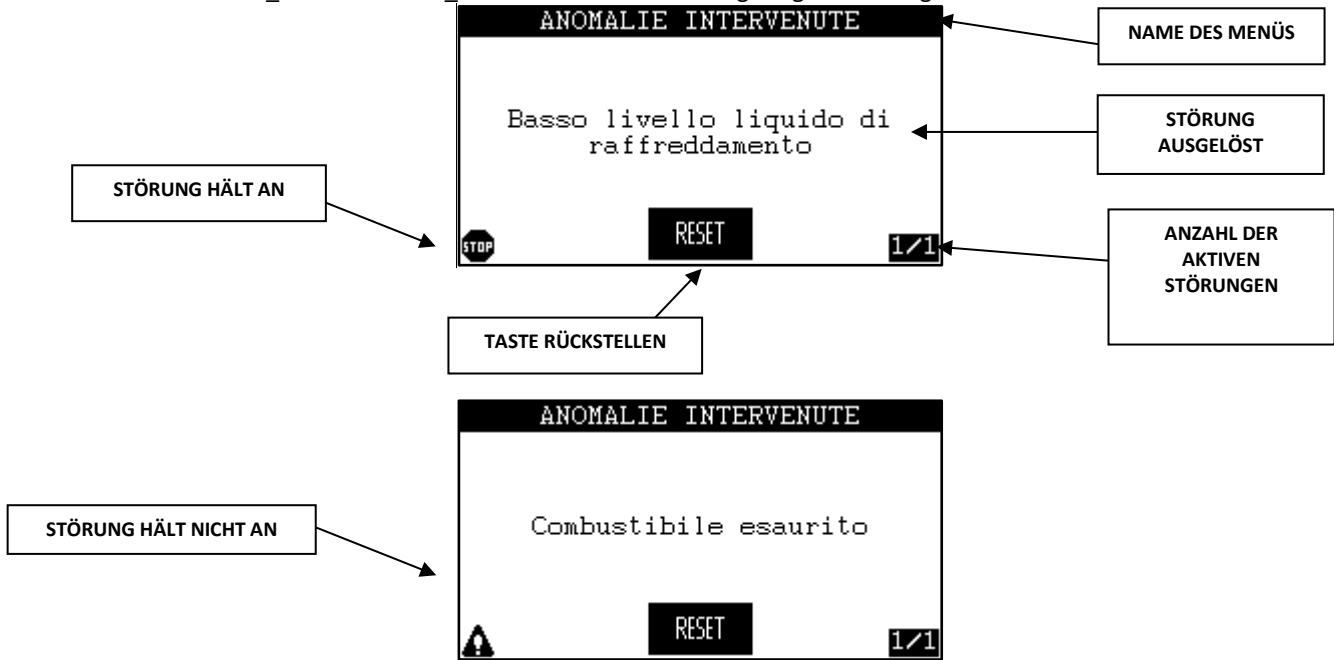 ANOMALIE INTERVENUTE
NAME DES MENÜS
Basso livello liquido di
raffreddamento
STÖRUNG
AUSGELÖST
STÖRUNG HÄLT AN
STOP
RESET
1/1
ANZAHL DER
AKTIVEN
STÖRUNGEN
TASTE RÜCKSTELLEN
ANOMALIE INTERVENUTE
Combustibile esaurito
STÖRUNG HÄLT NICHT AN
RESET
1/1